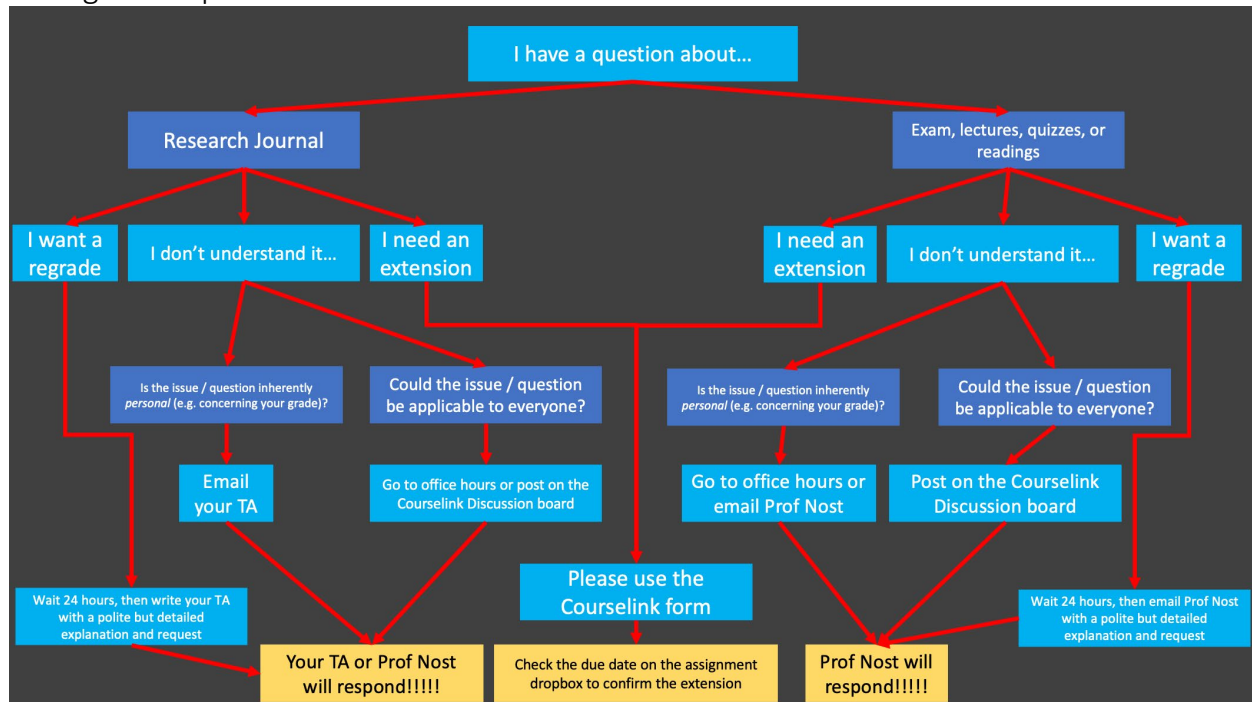 I have a question about...
Research Journal
Exam, lectures, quizzes, or
readings
I want a
regrade
I don't understand it...
I need an
extension
I need an
extension
I don't understand it...
I want a
regrade
Is the issue / question inherently
personal (e.g. concerning your grade)?
Could the issue / question
be applicable to everyone?
Is the issue / question inherently
personal (e.g. concerning your grade)?
Could the issue / question
be applicable to everyone?
Email
your TA
Go to office hours or post on the
Courselink Discussion board
Go to office hours or
email Prof Nost
Post on the Courselink
Discussion board
Please use the
Courselink form
Wait 24 hours, then write your TA
with a polite but detailed
explanation and request
Wait 24 hours, then email Prof Nost
with a polite but detailed
explanation and request
Your TA or Prof Nost
will respond!!!!!
Check the due date on the assignment
dropbox to confirm the extension
Prof Nost will
respond!!!!!